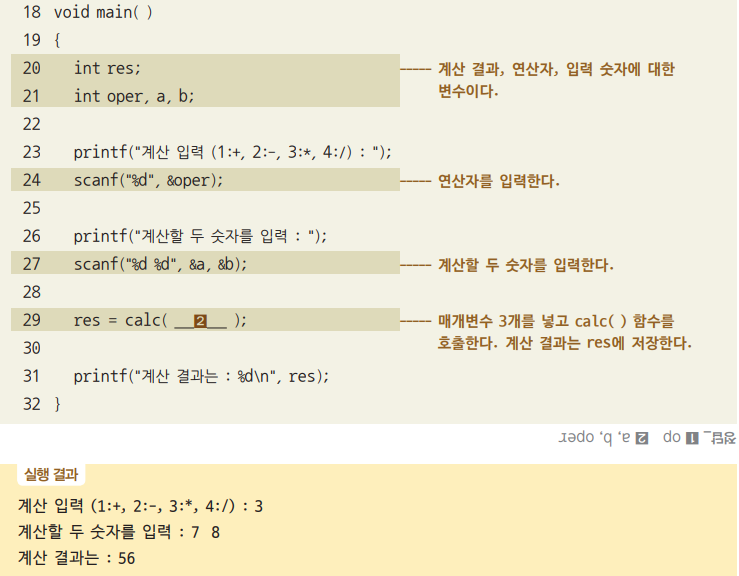 18 void main( )
19 {
20 int res;
21 int oper, a, b;
계산 결과, 연산자, 입력 숫자에 대한
변수이다.
22
23 printf("계산 입력 (1:+, 2:-, 3:*, 4:/) : ");
24 scanf("%d", &oper);
연산자를 입력한다.
25
26 printf("계산할 두 숫자를 입력 : ");
27 scanf("%d %d", &a, &b);
계산할 두 숫자를 입력한다.
28
29 res = calc( __2__ );
매개변수 3개를 넣고 calc( ) 함수를
호출한다. 계산 결과는 res에 저장한다.
30
31 printf("계산 결과는 : %d\n", res);
32 }
정답_ 1 op 2 a, b, oper
실행 결과
계산 입력 (1:+, 2:-, 3:*, 4:/) : 3
계산할 두 숫자를 입력 : 7 8
계산 결과는 : 56